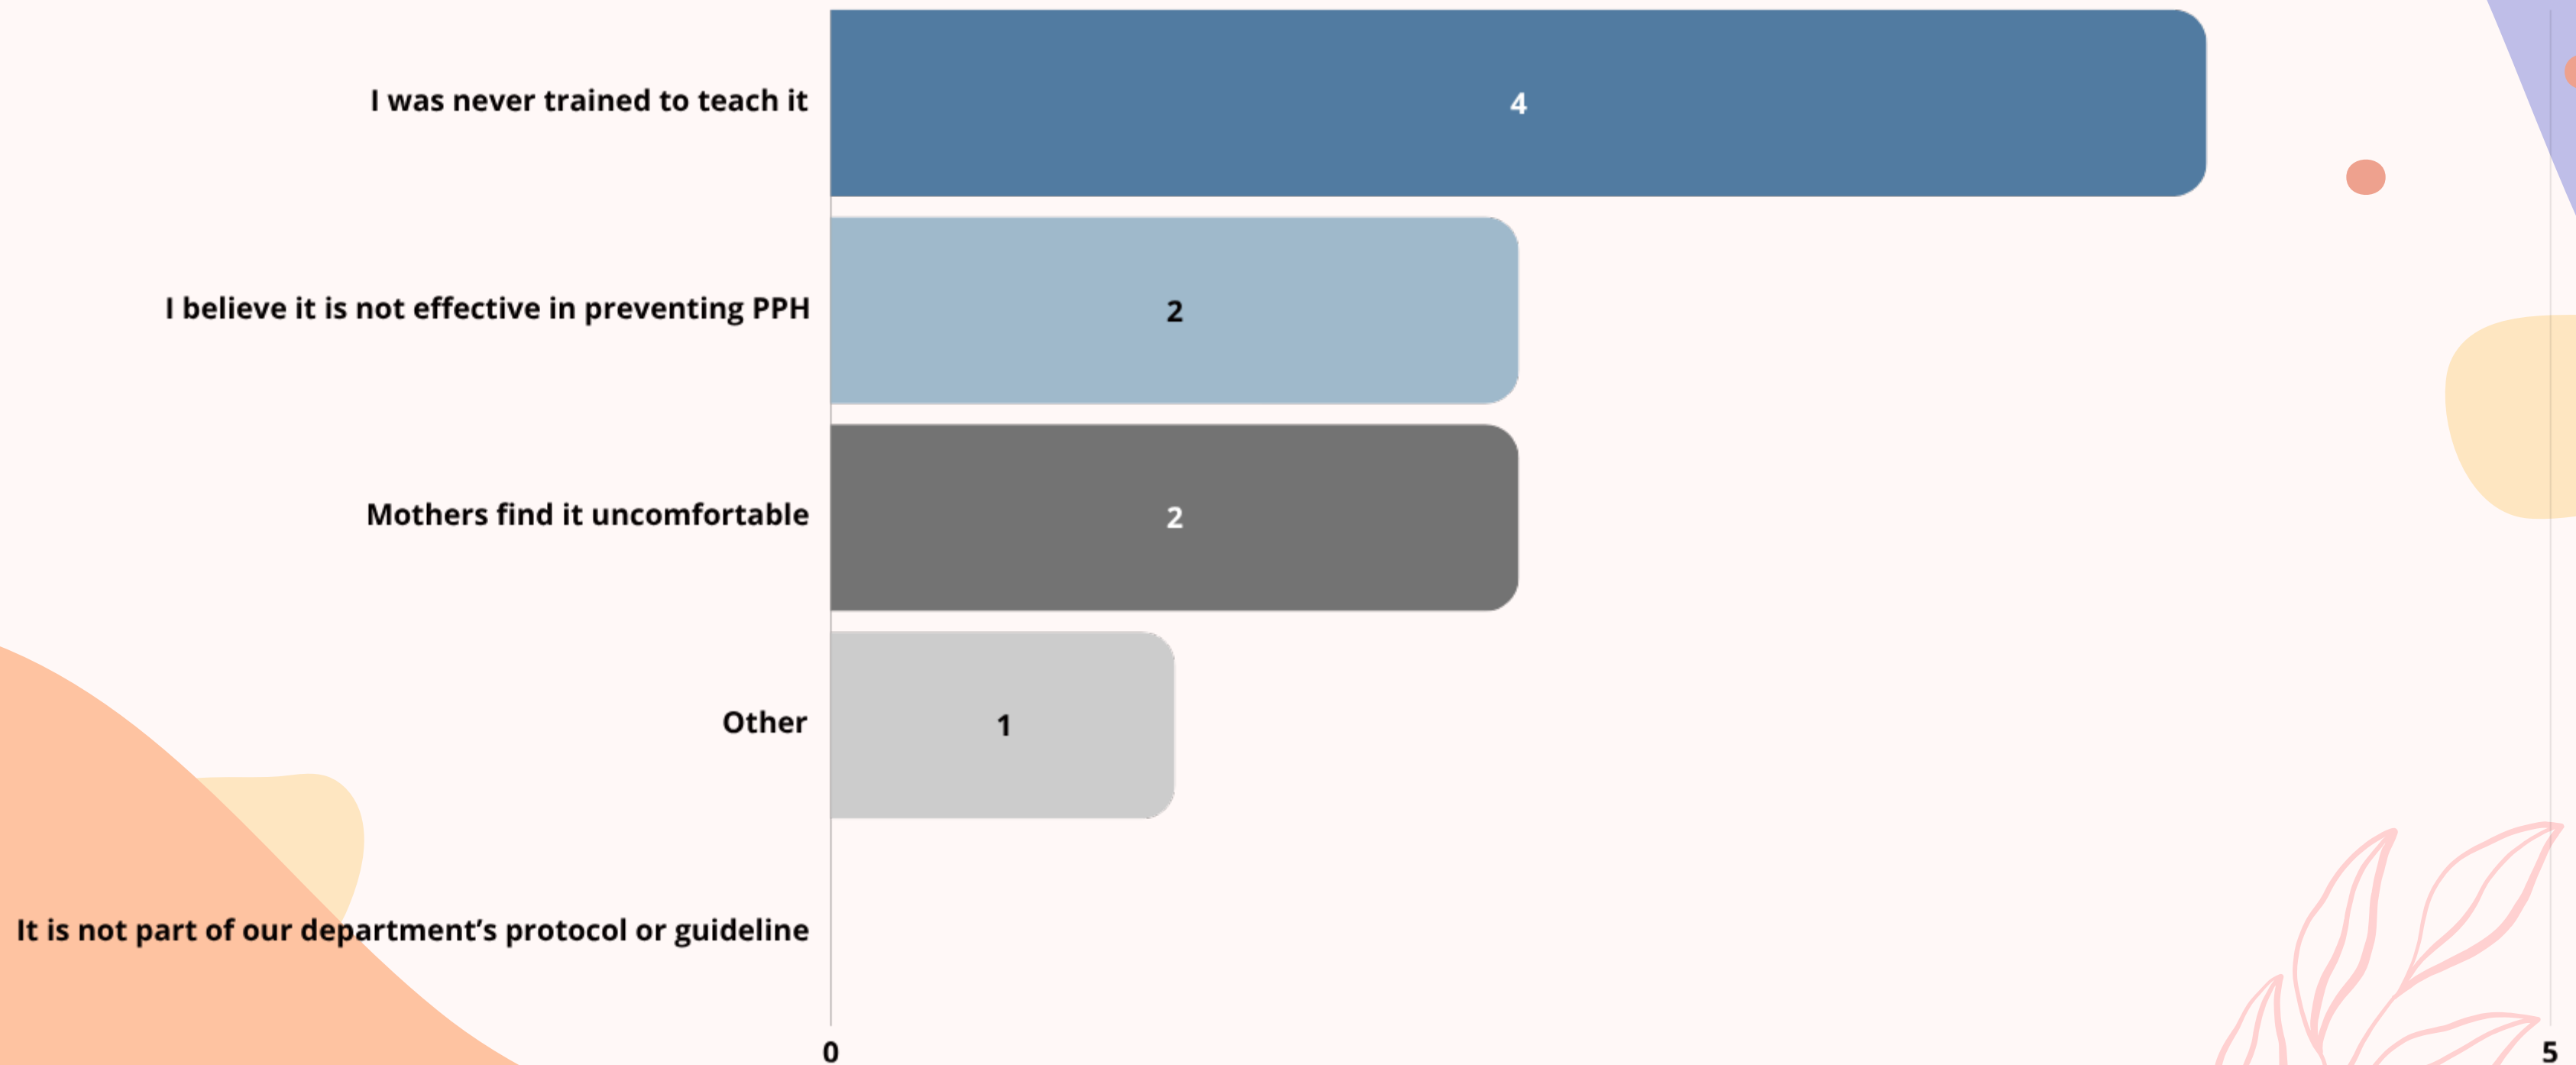 I was never trained to teach it
4
I believe it is not effective in preventing PPH
2
Mothers find it uncomfortable
2
Other
1
It is not part of our department’s protocol or guideline
0
5